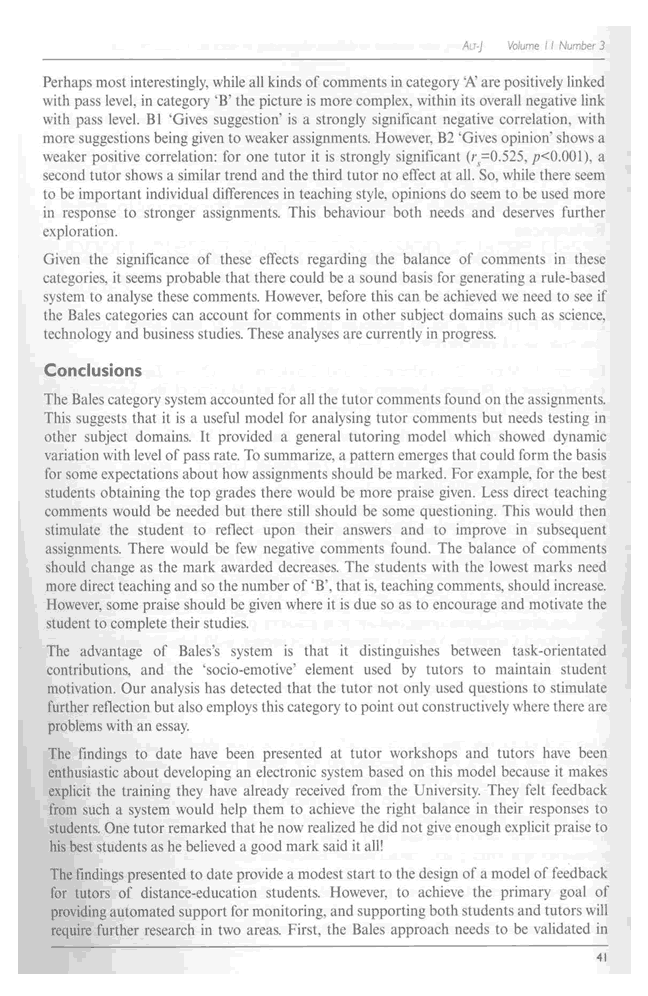 ALT-J Volume 11 Number 3
Perhaps most interestingly, while all kinds of comments in category ‘A’ are positively linked
with pass level, in category ‘B’ the picture is more complex, within its overall negative link
with pass level. B1 ‘Gives suggestion’ is a strongly significant negative correlation, with
more suggestions being given to weaker assignments. However, B2 ‘Gives opinion’ shows a
weaker positive correlation: for one tutor it is strongly significant (rs=0.525, p<0.001), a
second tutor shows a similar trend and the third tutor no effect at all. So, while there seem
to be important individual differences in teaching style, opinions do seem to be used more
in response to stronger assignments. This behaviour both needs and deserves further
exploration.
Given the significance of these effects regarding the balance of comments in these
categories, it seems probable that there could be a sound basis for generating a rule-based
system to analyse these comments. However, before this can be achieved we need to see if
the Bales categories can account for comments in other subject domains such as science,
technology and business studies. These analyses are currently in progress.
Conclusions
The Bales category system accounted for all the tutor comments found on the assignments.
This suggests that it is a useful model for analysing tutor comments but needs testing in
other subject domains. It provided a general tutoring model which showed dynamic
variation with level of pass rate. To summarize, a pattern emerges that could form the basis
for some expectations about how assignments should be marked. For example, for the best
students obtaining the top grades there would be more praise given. Less direct teaching
comments would be needed but there still should be some questioning. This would then
stimulate the student to reflect upon their answers and to improve in subsequent
assignments. There would be few negative comments found. The balance of comments
should change as the mark awarded decreases. The students with the lowest marks need
more direct teaching and so the number of ‘B’, that is, teaching comments, should increase.
However, some praise should be given where it is due so as to encourage and motivate the
student to complete their studies.
The advantage of Bales’s system is that it distinguishes between task-orientated
contributions, and the ‘socio-emotive’ element used by tutors to maintain student
motivation. Our analysis has detected that the tutor not only used questions to stimulate
further reflection but also employs this category to point out constructively where there are
problems with an essay.
The findings to date have been presented at tutor workshops and tutors have been
enthusiastic about developing an electronic system based on this model because it makes
explicit the training they have already received from the University. They felt feedback
from such a system would help them to achieve the right balance in their responses to
students. One tutor remarked that he now realized he did not give enough explicit praise to
his best students as he believed a good mark said it all!
The findings presented to date provide a modest start to the design of a model of feedback
for tutors of distance-education students. However, to achieve the primary goal of
providing automated support for monitoring, and supporting both students and tutors will
require further research in two areas. First, the Bales approach needs to be validated in
41